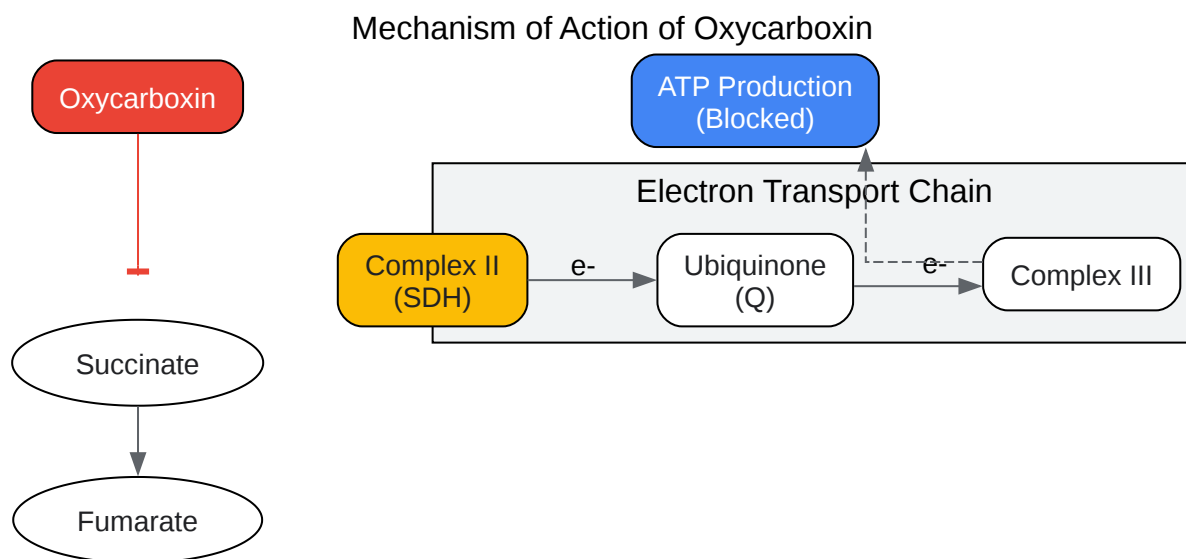 Mechanism of Action of Oxycarboxin
Oxycarboxin
ATP Production
(Blocked)
Electron Transport Chain
Complex II
(SDH)
e-
Ubiquinone
(Q)
e-
Complex III
Succinate
Fumarate